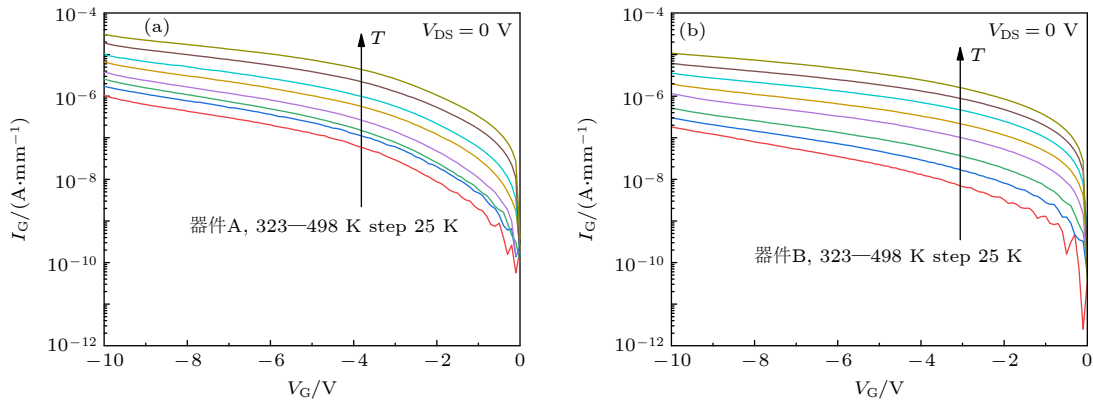 (a)
T
V_DS = 0 V
10⁻⁴
10⁻⁶
10⁻⁸
10⁻¹⁰
10⁻¹²
I_G/(A·mm⁻¹)
器件A, 323—498 K step 25 K
−10
−8
−6
−4
−2
0
V_G/V
(b)
T
V_DS = 0 V
10⁻⁴
10⁻⁶
10⁻⁸
10⁻¹⁰
10⁻¹²
I_G/(A·mm⁻¹)
器件B, 323—498 K step 25 K
−10
−8
−6
−4
−2
0
V_G/V